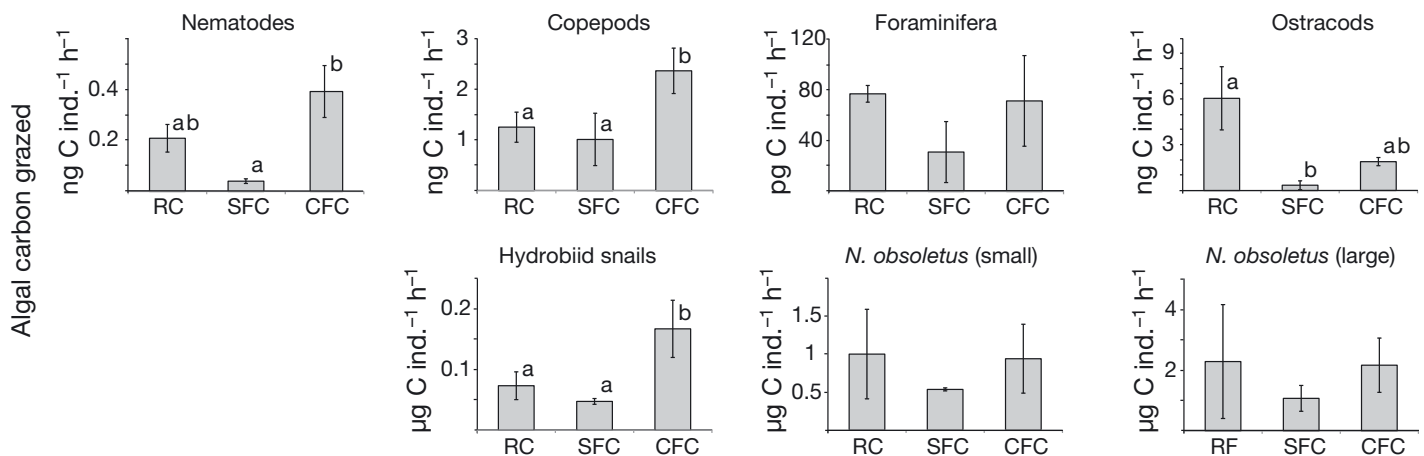 Algal carbon grazed
Nematodes
ng C ind.⁻¹ h⁻¹
0.4
0.2
ab
a
b
RC SFC CFC
Copepods
ng C ind.⁻¹ h⁻¹
3
2
1
0
a
a
b
RC SFC CFC
Foraminifera
pg C ind.⁻¹ h⁻¹
120
80
40
RC SFC CFC
Ostracods
ng C ind.⁻¹ h⁻¹
9
6
3
a
b
ab
RC SFC CFC
Hydrobiid snails
µg C ind.⁻¹ h⁻¹
0.2
0.1
a
a
b
RC SFC CFC
N. obsoletus (small)
µg C ind.⁻¹ h⁻¹
1.5
1
0.5
RC SFC CFC
N. obsoletus (large)
µg C ind.⁻¹ h⁻¹
4
2
RF SFC CFC